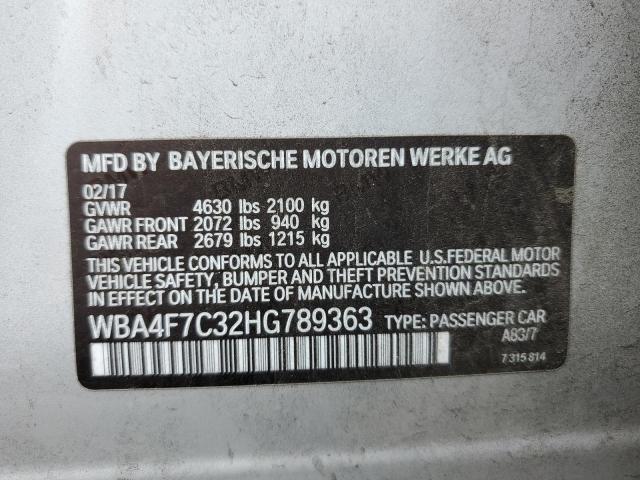 MFD BY BAYERISCHE MOTOREN WERKE AG
02/17
GVWR 4630 lbs 2100 kg
GAWR FRONT 2072 lbs 940 kg
GAWR REAR 2679 lbs 1215 kg
THIS VEHICLE CONFORMS TO ALL APPLICABLE U.S.FEDERAL MOTOR
VEHICLE SAFETY, BUMPER AND THEFT PREVENTION STANDARDS
IN EFFECT ON THE DATE OF MANUFACTURE SHOWN ABOVE.
WBA4F7C32HG789363 TYPE: PASSENGER CAR
A83/7
7 315 814